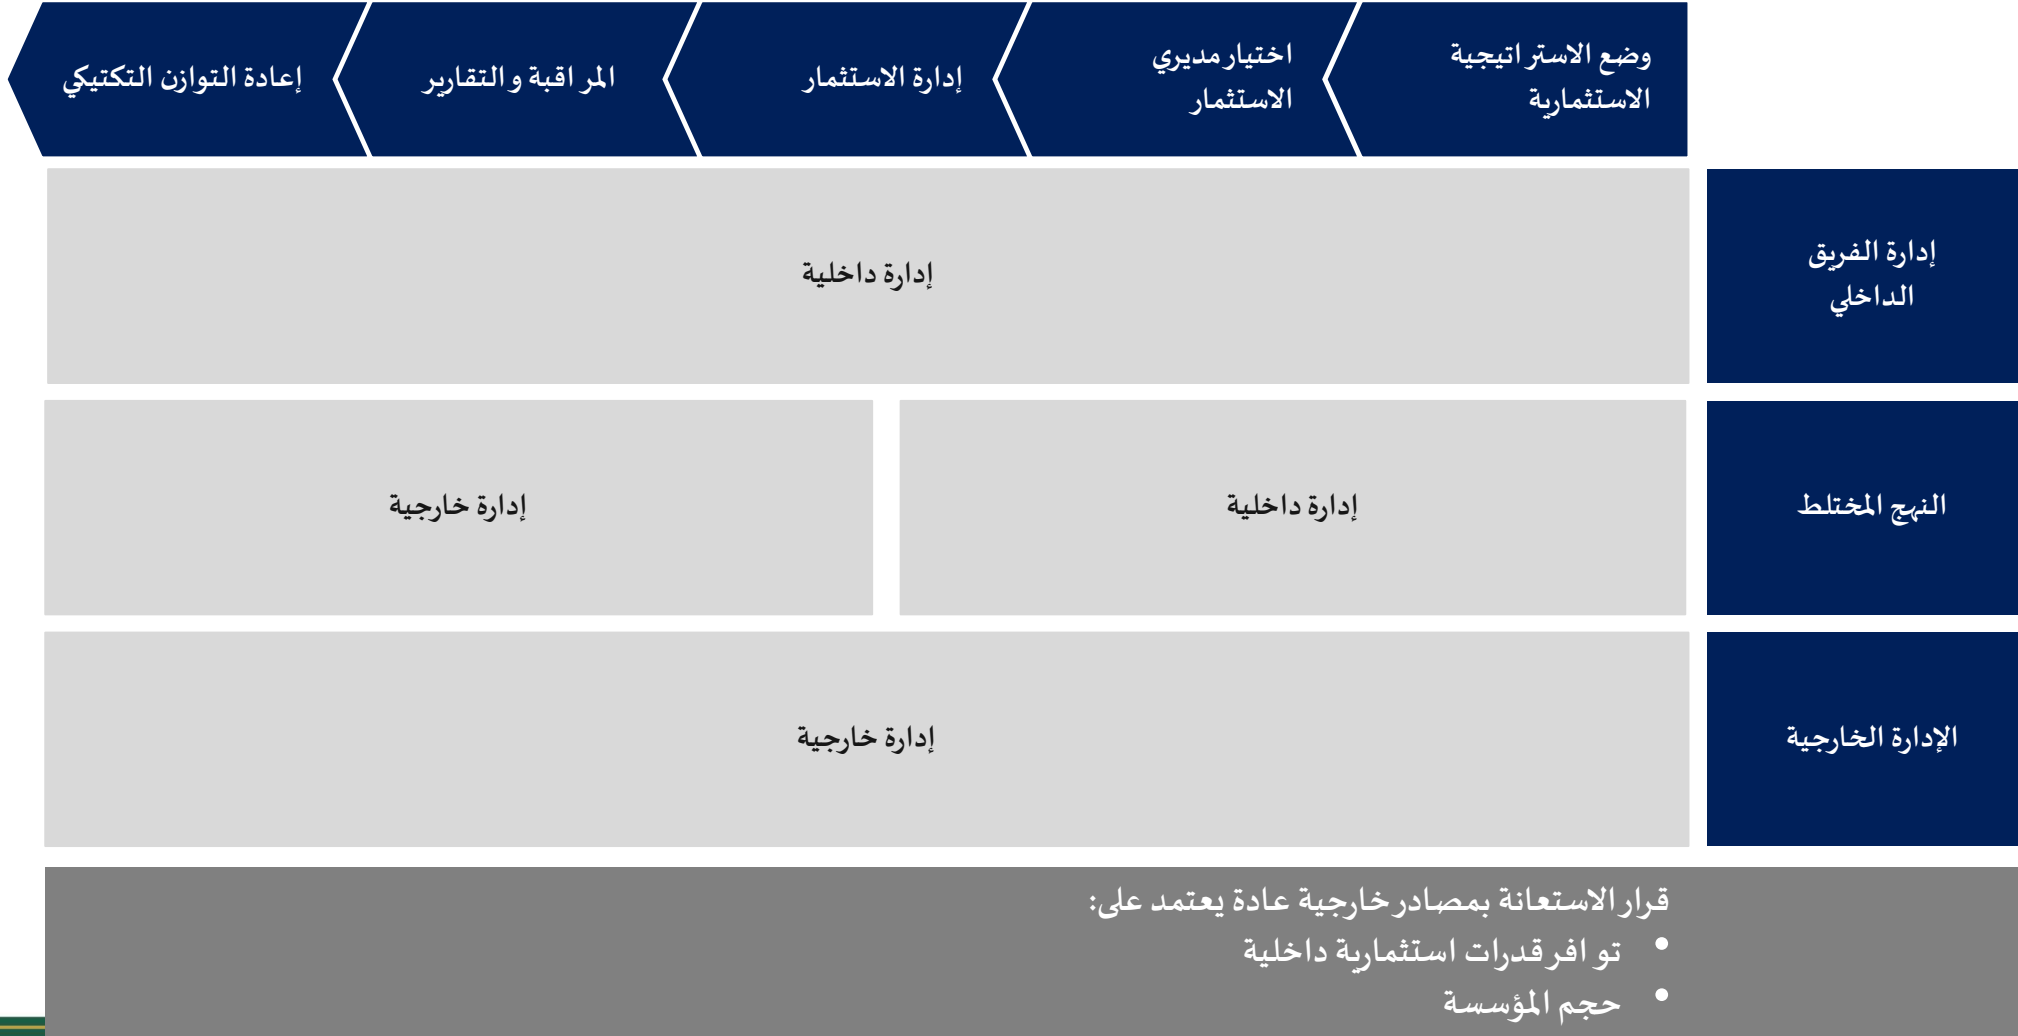 وضع الاستراتيجية
الاستثمارية
اختيار مديري
الاستثمار
إدارة الاستثمار
المراقبة والتقارير
إعادة التوازن التكتيكي
إدارة الفريق
الداخلي
إدارة داخلية
النهج المختلط
إدارة داخلية
إدارة خارجية
الإدارة الخارجية
إدارة خارجية
قرار الاستعانة بمصادر خارجية عادة يعتمد على:
• توافر قدرات استثمارية داخلية
• حجم المؤسسة